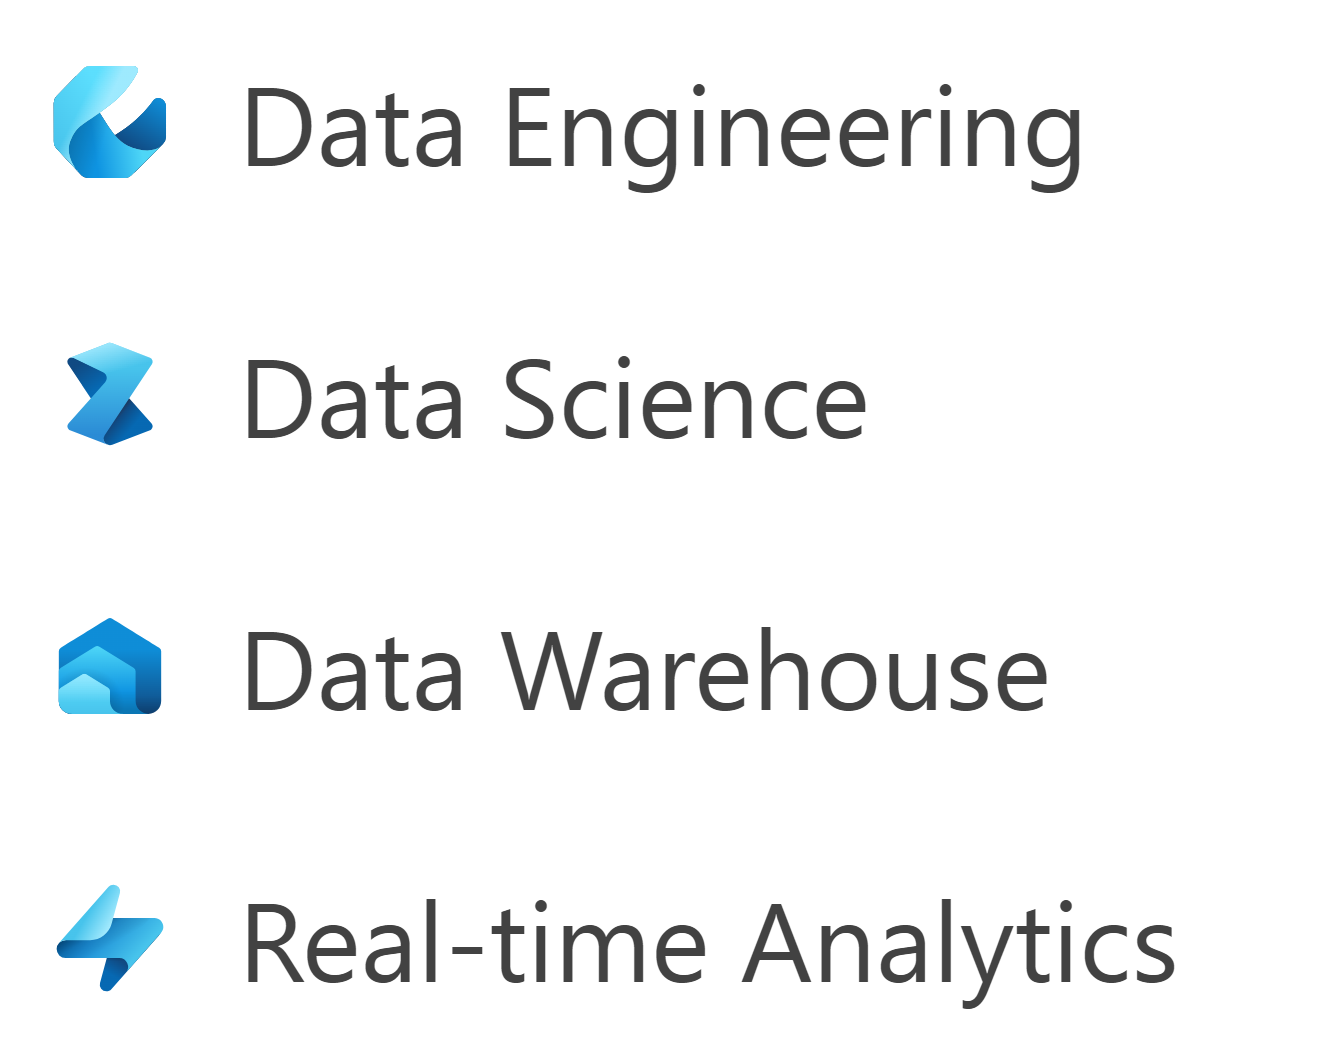 Data Engineering
Data Science
Data Warehouse
Real-time Analytics